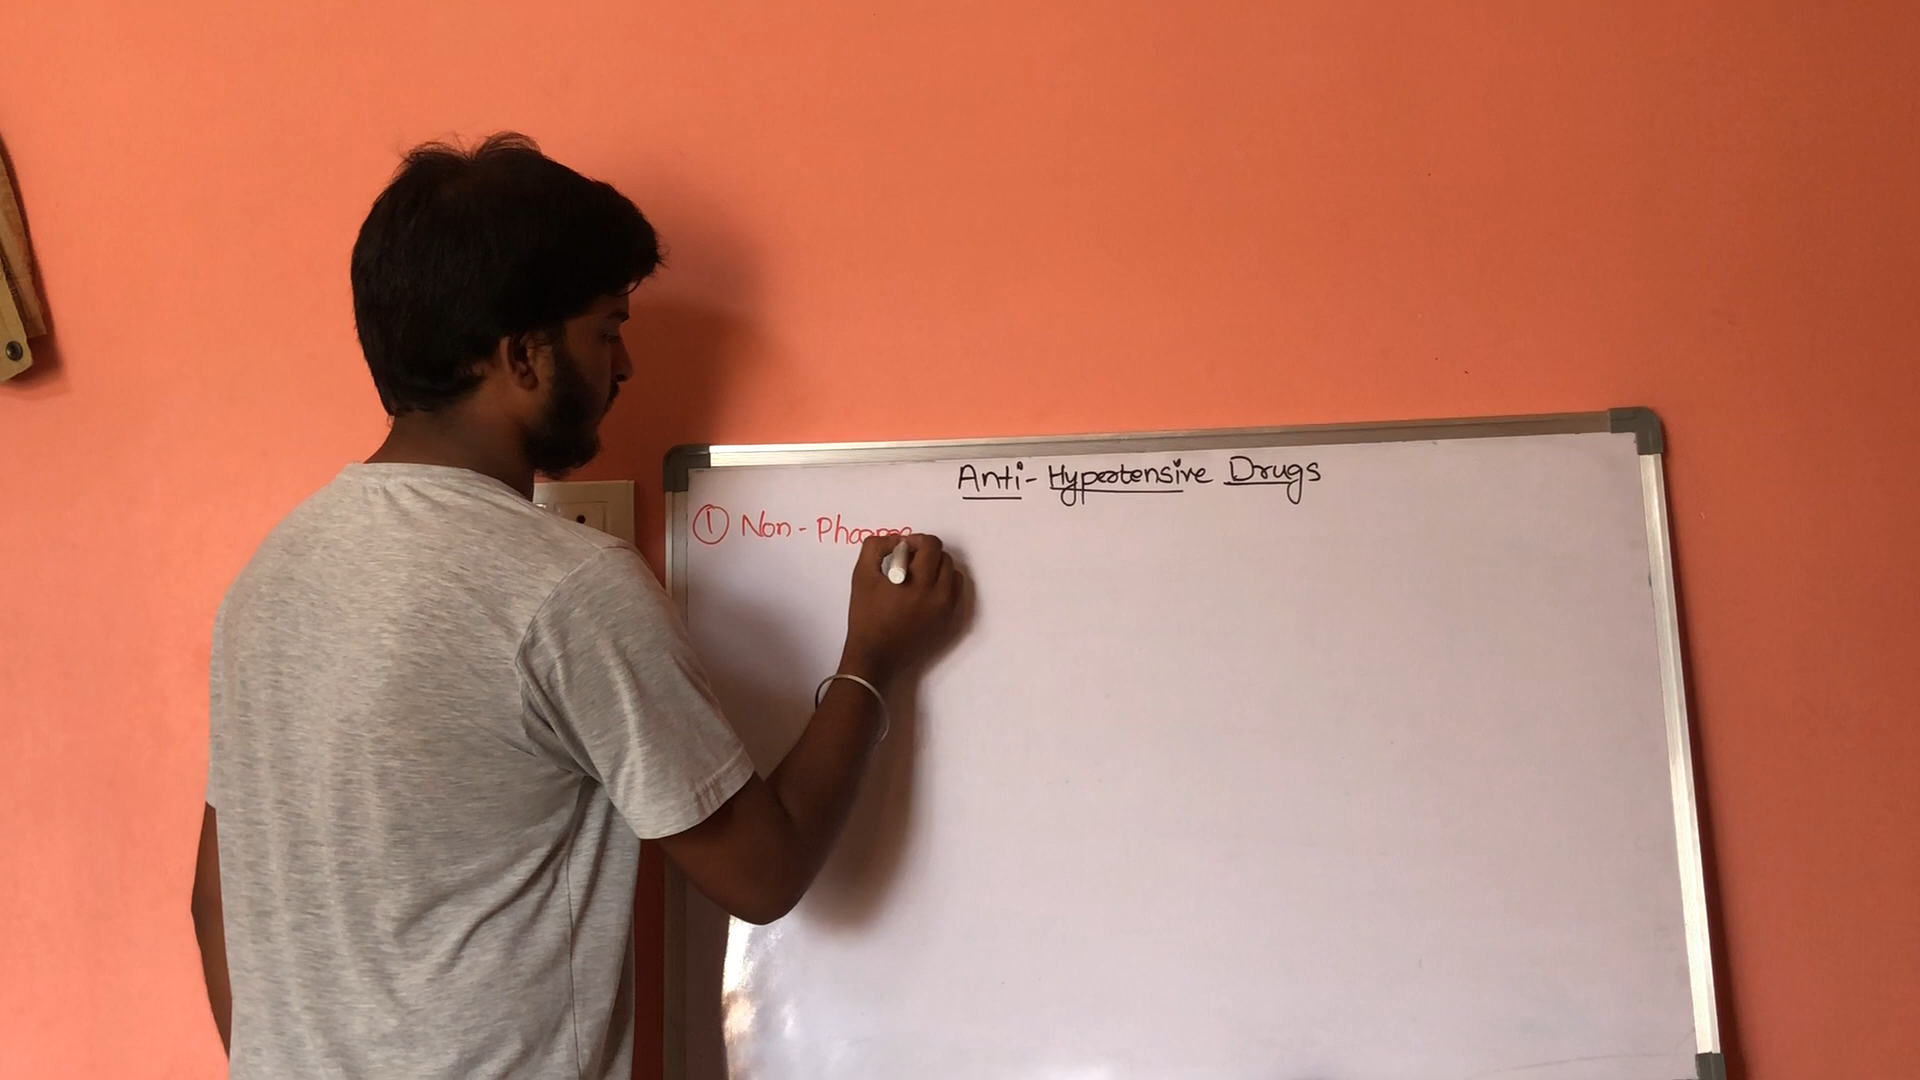 Anti- Hypertensive Drugs
① Non-